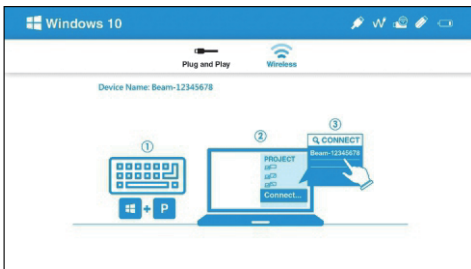 Windows 10
Plug and Play
Wireless
Device Name: Beam-12345678
①
②
③
PROJECT
Connect...
CONNECT
Beam-12345678
+ P